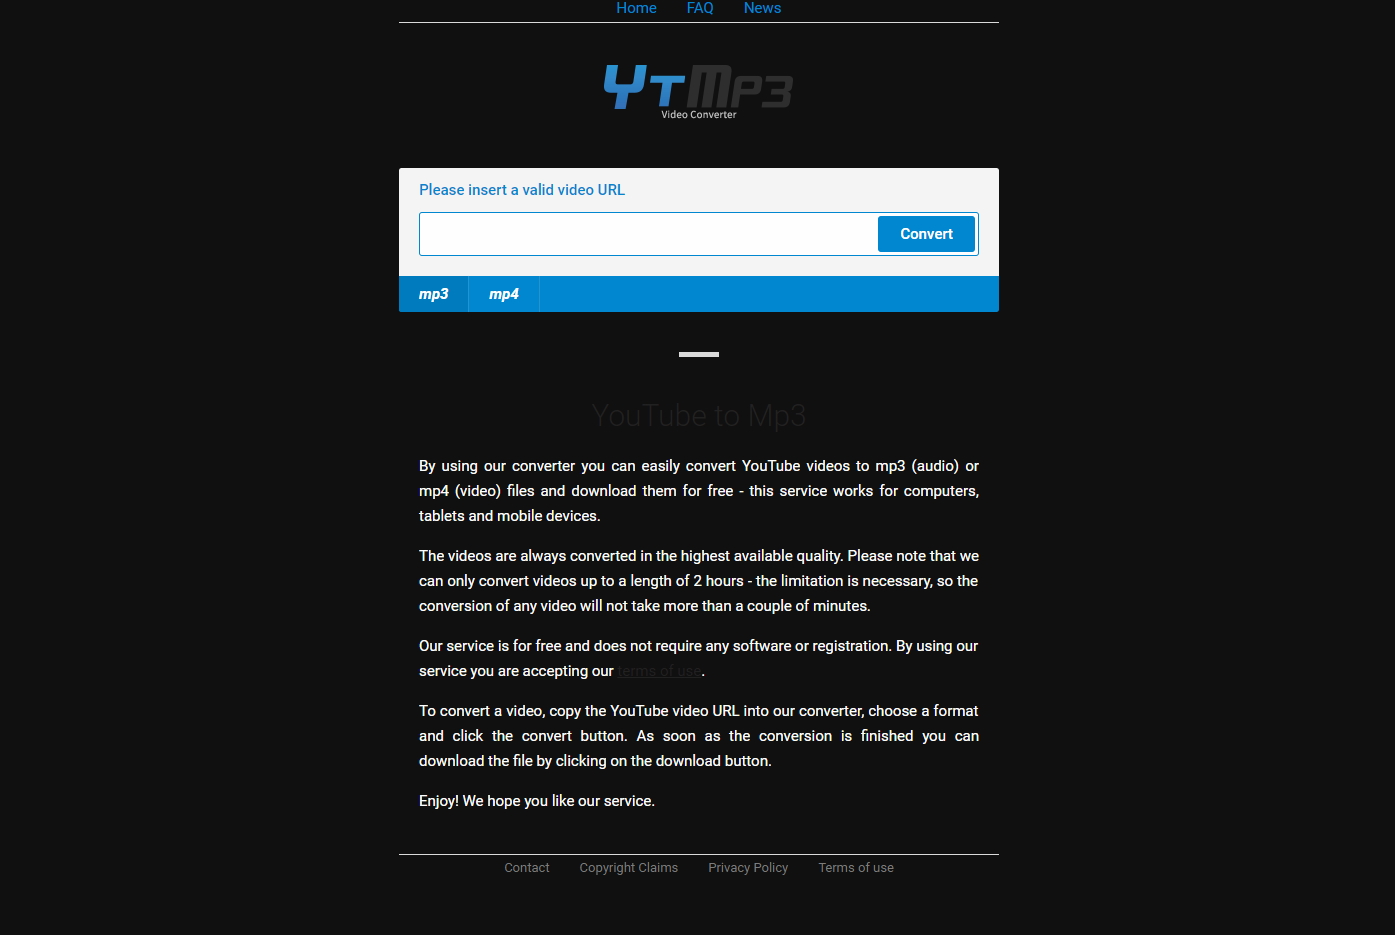 Home FAQ News
YTMP3
Video Converter
Please insert a valid video URL
Convert
mp3 mp4
YouTube to Mp3
By using our converter you can easily convert YouTube videos to mp3 (audio) or
mp4 (video) files and download them for free - this service works for computers,
tablets and mobile devices.
The videos are always converted in the highest available quality. Please note that we
can only convert videos up to a length of 2 hours - the limitation is necessary, so the
conversion of any video will not take more than a couple of minutes.
Our service is for free and does not require any software or registration. By using our
service you are accepting our terms of use.
To convert a video, copy the YouTube video URL into our converter, choose a format
and click the convert button. As soon as the conversion is finished you can
download the file by clicking on the download button.
Enjoy! We hope you like our service.
Contact Copyright Claims Privacy Policy Terms of use